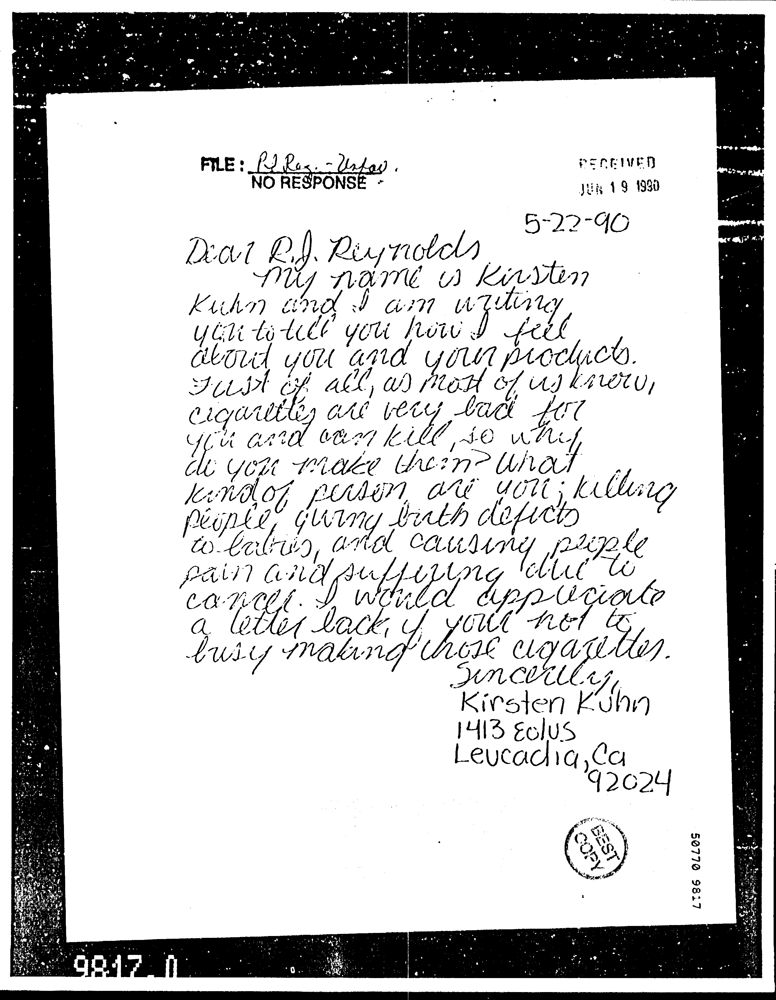 FILE: RJ Rey. - Unfav.
NO RESPONSE
RECEIVED
JUN 19 1990
5-22-90
Dear R.J. Reynolds
My name is Kirsten
Kuhn and I am writing
you to tell you how I feel
about you and your products.
First of all, as most of us know,
cigarettes are very bad for
you and can kill, so why
do you make them? What
kind of person are you; killing
people, giving birth defects
to babies, and causing people
pain and suffering due to
cancer. I would appreciate
a letter back, if your not to
busy making those cigarettes.
Sincerely,
Kirsten Kuhn
1413 Eolus
Leucadia, Ca
92024
BEST
COPY
50770 9817
9817.0